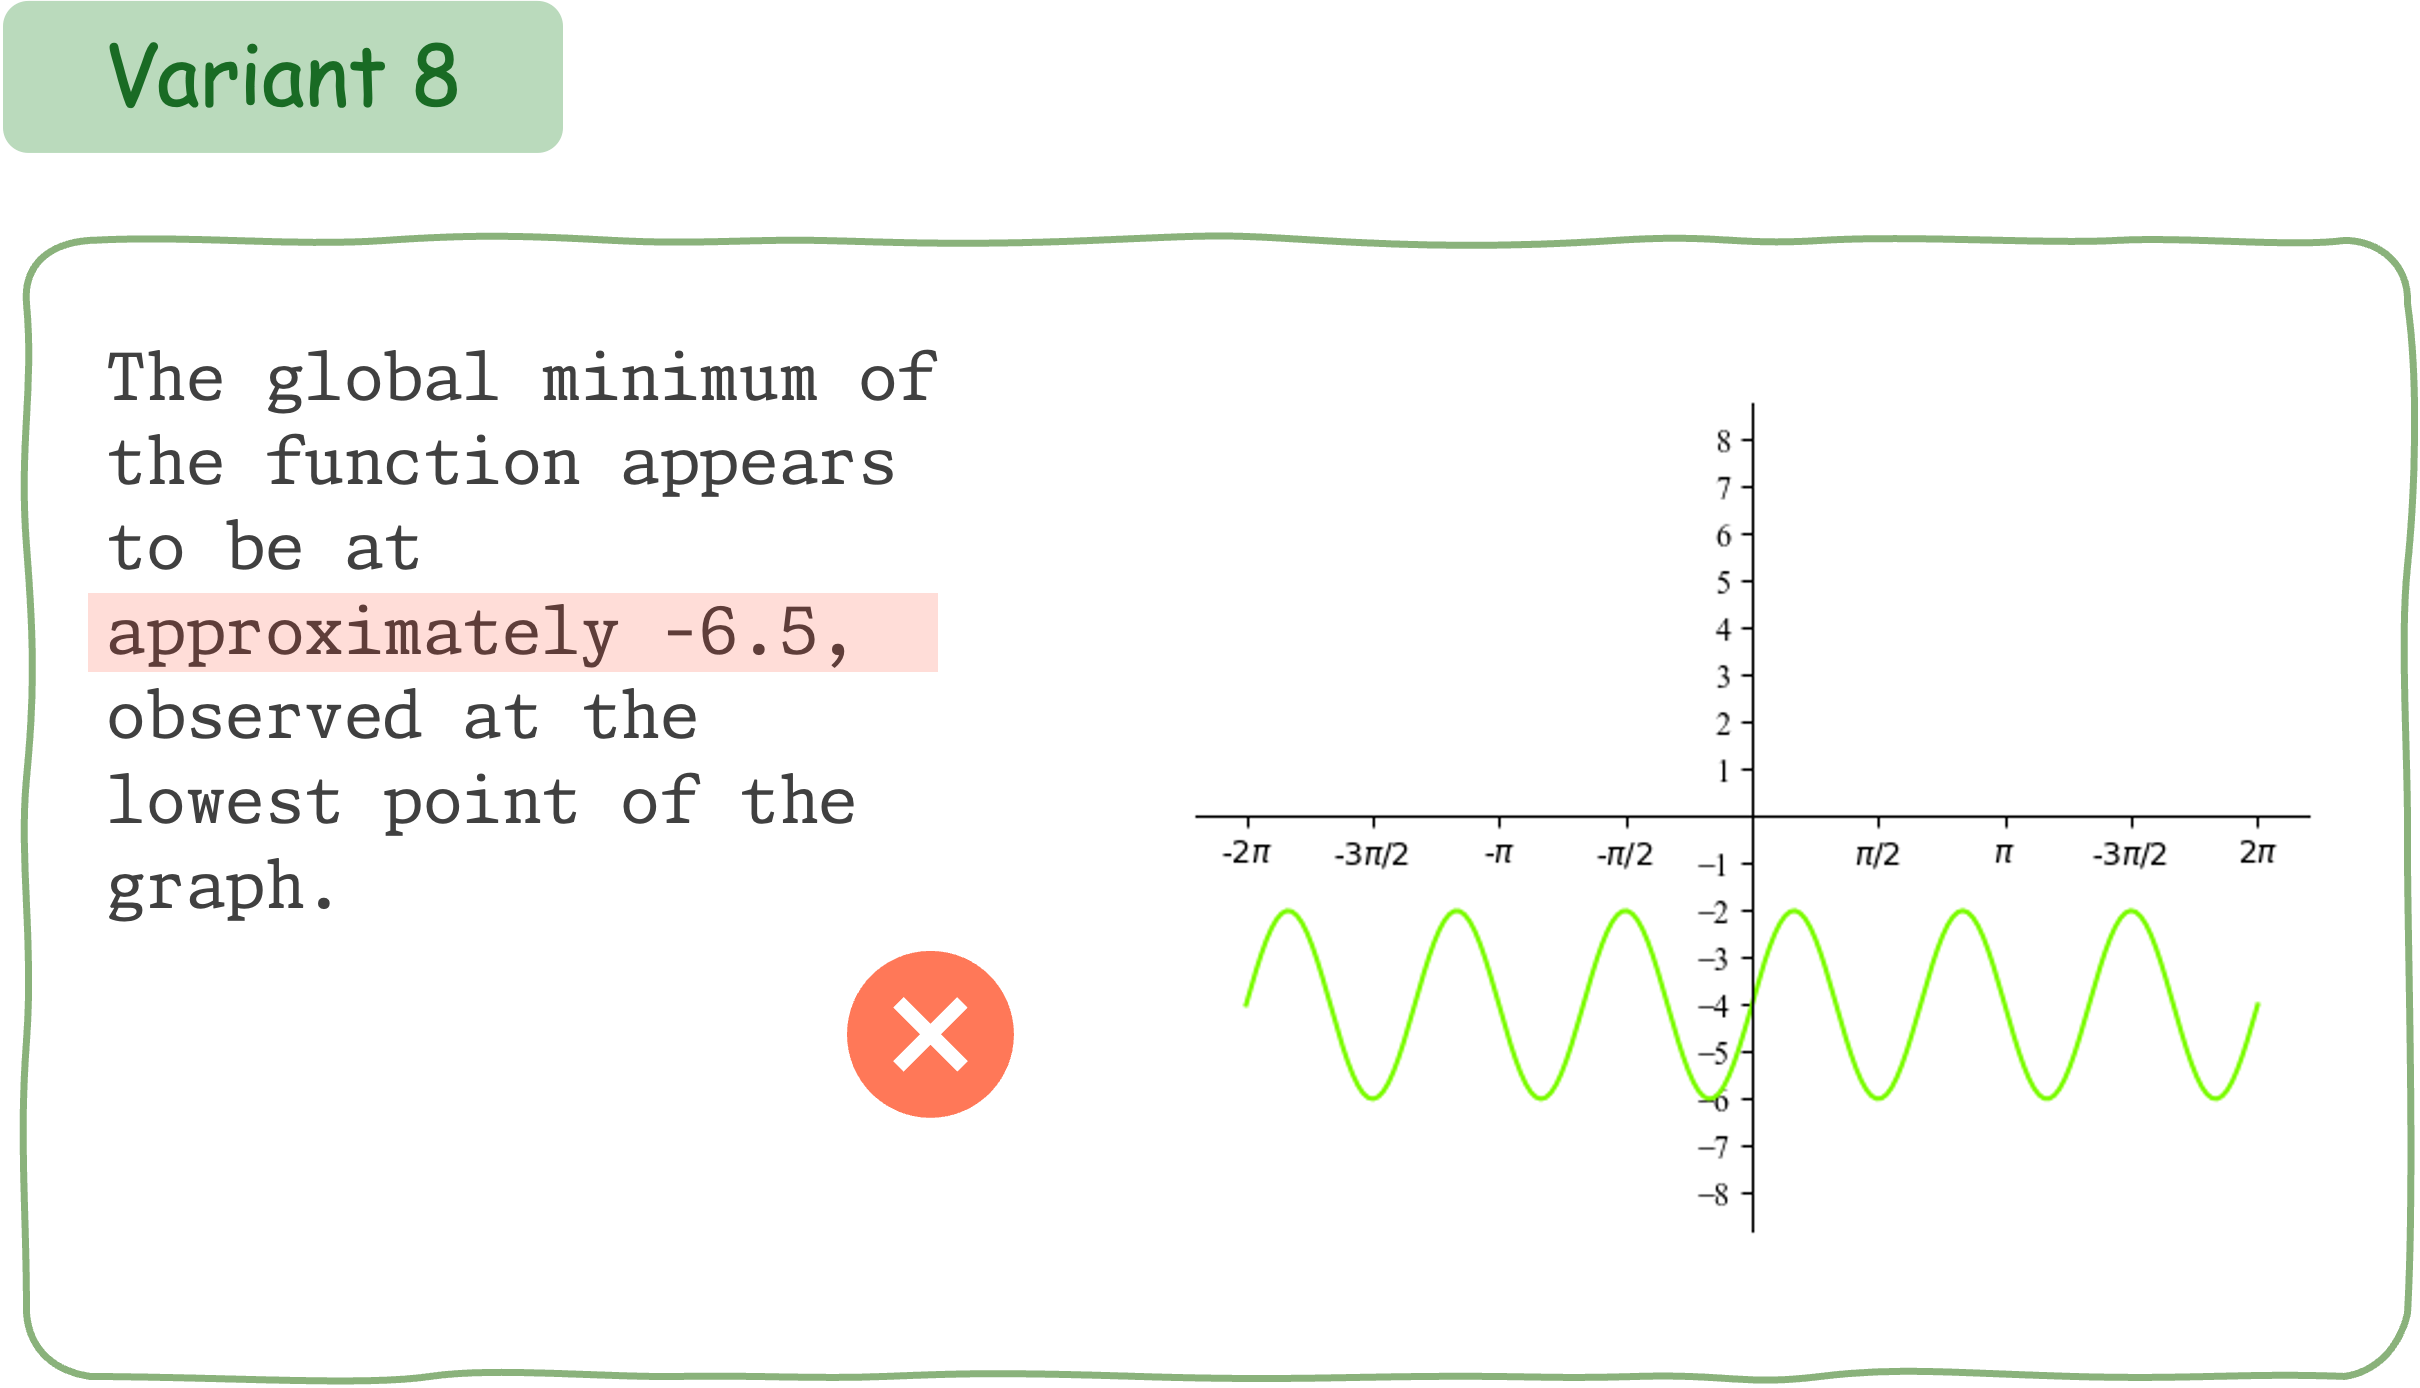 Variant 8
The global minimum of
the function appears
to be at
approximately -6.5,
observed at the
lowest point of the
graph.
8
7
6
5
4
3
2
1
-2π -3π/2 -π -π/2 π/2 π -3π/2 2π
−1
−2
−3
−4
−5
−6
−7
−8